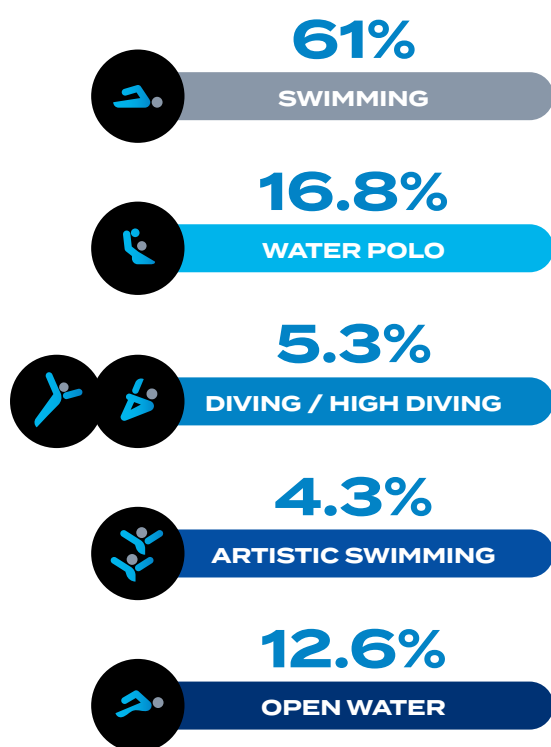 61%
SWIMMING
16.8%
WATER POLO
5.3%
DIVING / HIGH DIVING
4.3%
ARTISTIC SWIMMING
12.6%
OPEN WATER